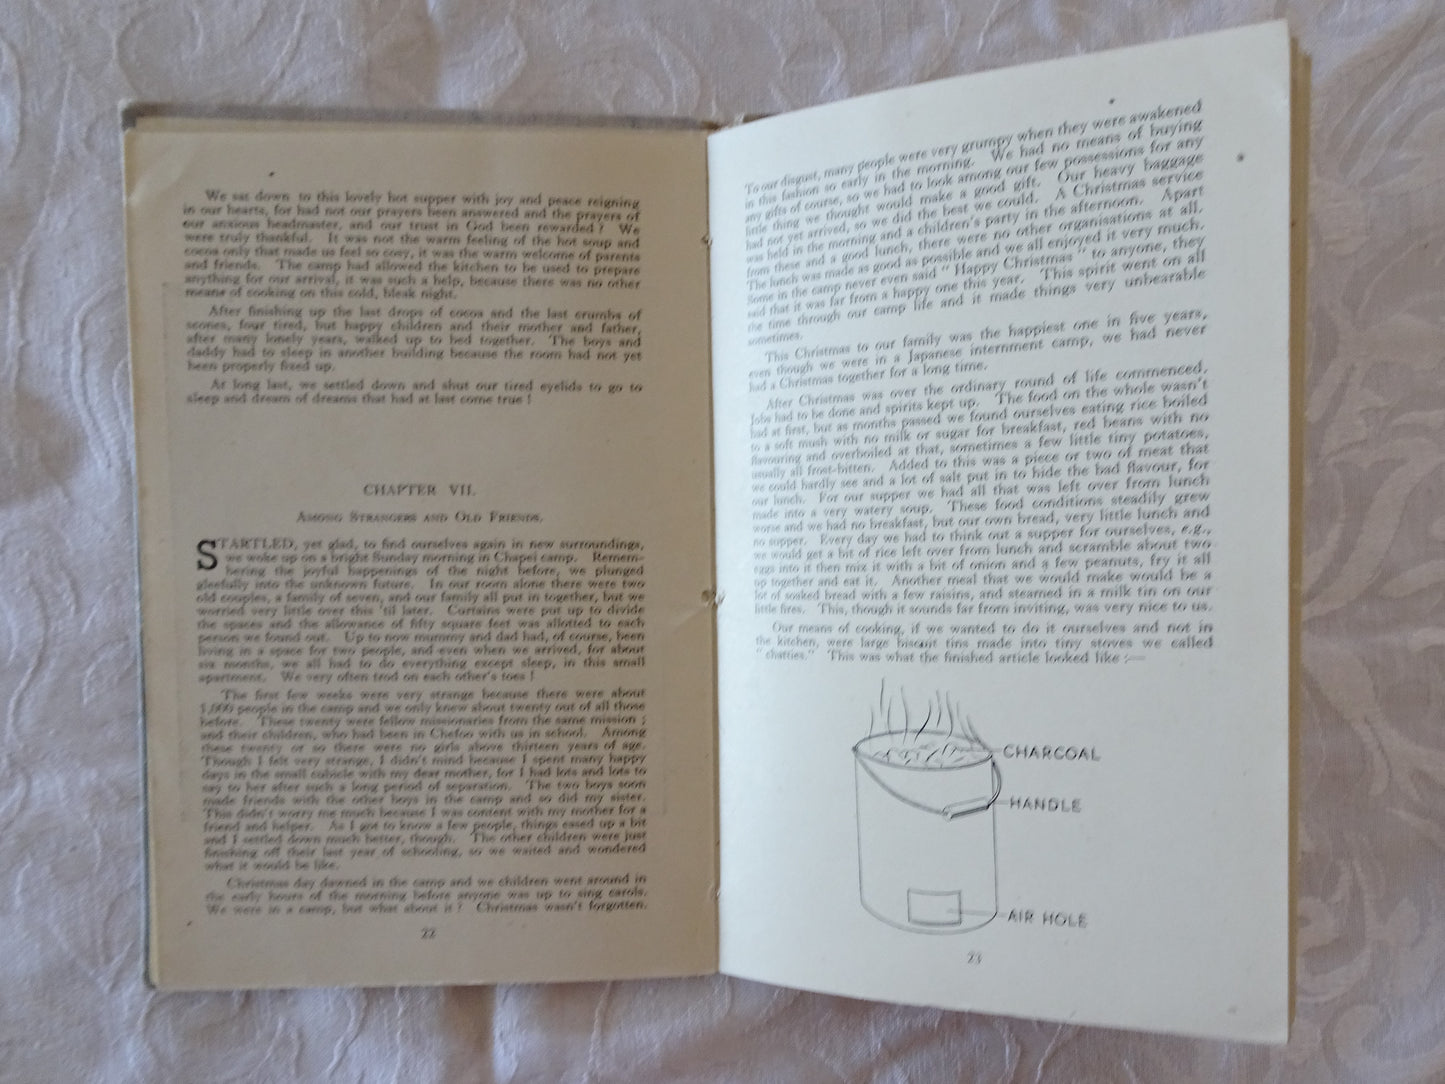 We sat down to this lovely hot supper with joy and peace reigning
in our hearts, for had not our prayers been answered and the prayers of
our anxious headmaster, and our trust in God been rewarded? We
were truly thankful. It was not the warm feeling of the hot soup and
cocoa only that made us feel so cosy, it was the warm welcome of parents
and friends. The camp had allowed the kitchen to be used to prepare
anything for our arrival, it was such a help, because there was no other
means of cooking on this cold, bleak night.
After finishing up the last drops of cocoa and the last crumbs of
scones, four tired, but happy children and their mother and father,
after many lonely years, walked up to bed together. The boys and
daddy had to sleep in another building because the room had not yet
been properly fixed up.
At long last, we settled down and shut our tired eyelids to go to
sleep and dream of dreams that had at last come true!
CHAPTER VII.
AMONG STRANGERS AND OLD FRIENDS.
STARTLED, yet glad, to find ourselves again in new surroundings,
we woke up on a bright Sunday morning in Chapei camp. Remem-
bering the joyful happenings of the night before, we plunged
gleefully into the unknown future. In our room alone there were two
old couples, a family of seven, and our family all put in together, but we
worried very little over this 'til later. Curtains were put up to divide
the spaces and the allowance of fifty square feet was allotted to each
person we found out. Up to now mummy and dad had, of course, been
living in a space for two people, and even when we arrived, for about
six months, we all had to do everything except sleep, in this small
apartment. We very often trod on each other's toes!
The first few weeks were very strange because there were about
1,000 people in the camp and we only knew about twenty out of all those
before. These twenty were fellow missionaries from the same mission;
and their children, who had been in Chefoo with us in school. Among
these twenty or so there were no girls above thirteen years of age.
Though I felt very strange, I didn't mind because I spent many happy
days in the small cubicle with my dear mother, for I had lots and lots to
say to her after such a long period of separation. The two boys soon
made friends with the other boys in the camp and so did my sister.
This didn't worry me much because I was content with my mother for a
friend and helper. As I got to know a few people, things eased up a bit
and I settled down much better, though. The other children were just
finishing off their last year of schooling, so we waited and wondered
what it would be like.
Christmas day dawned in the camp and we children went around in
the early hours of the morning before anyone was up to sing carols.
We were in a camp, but what about it? Christmas wasn't forgotten.
22
To our disgust, many people were very grumpy when they were awakened
in this fashion so early in the morning. We had no means of buying
any gifts of course, so we had to look among our few possessions for any
little thing we thought would make a good gift. Our heavy baggage
had not yet arrived, so we did the best we could. A Christmas service
was held in the morning and a children's party in the afternoon. Apart
from these and a good lunch, there were no other organisations at all.
The lunch was made as good as possible and we all enjoyed it very much.
Some in the camp never even said "Happy Christmas" to anyone, they
said that it was far from a happy one this year. This spirit went on all
the time through our camp life and it made things very unbearable
sometimes.
This Christmas to our family was the happiest one in five years,
even though we were in a Japanese internment camp, we had never
had a Christmas together for a long time.
After Christmas was over the ordinary round of life commenced.
Jobs had to be done and spirits kept up. The food on the whole wasn't
bad at first, but as months passed we found ourselves eating rice boiled
to a soft mush with no milk or sugar for breakfast, red beans with no
flavouring and overboiled at that, sometimes a few little tiny potatoes,
usually all frost-bitten. Added to this was a piece or two of meat that
we could hardly see and a lot of salt put in to hide the bad flavour, for
our lunch. For our supper we had all that was left over from lunch
made into a very watery soup. These food conditions steadily grew
worse and we had no breakfast, but our own bread, very little lunch and
no supper. Every day we had to think out a supper for ourselves, e.g.,
we would get a bit of rice left over from lunch and scramble about two
eggs into it then mix it with a bit of onion and a few peanuts, fry it all
up together and eat it. Another meal that we would make would be a
lot of soaked bread with a few raisins, and steamed in a milk tin on our
little fires. This, though it sounds far from inviting, was very nice to us.
Our means of cooking, if we wanted to do it ourselves and not in
the kitchen, were large biscuit tins made into tiny stoves we called
"chatties." This was what the finished article looked like :—
CHARCOAL
HANDLE
AIR HOLE
23